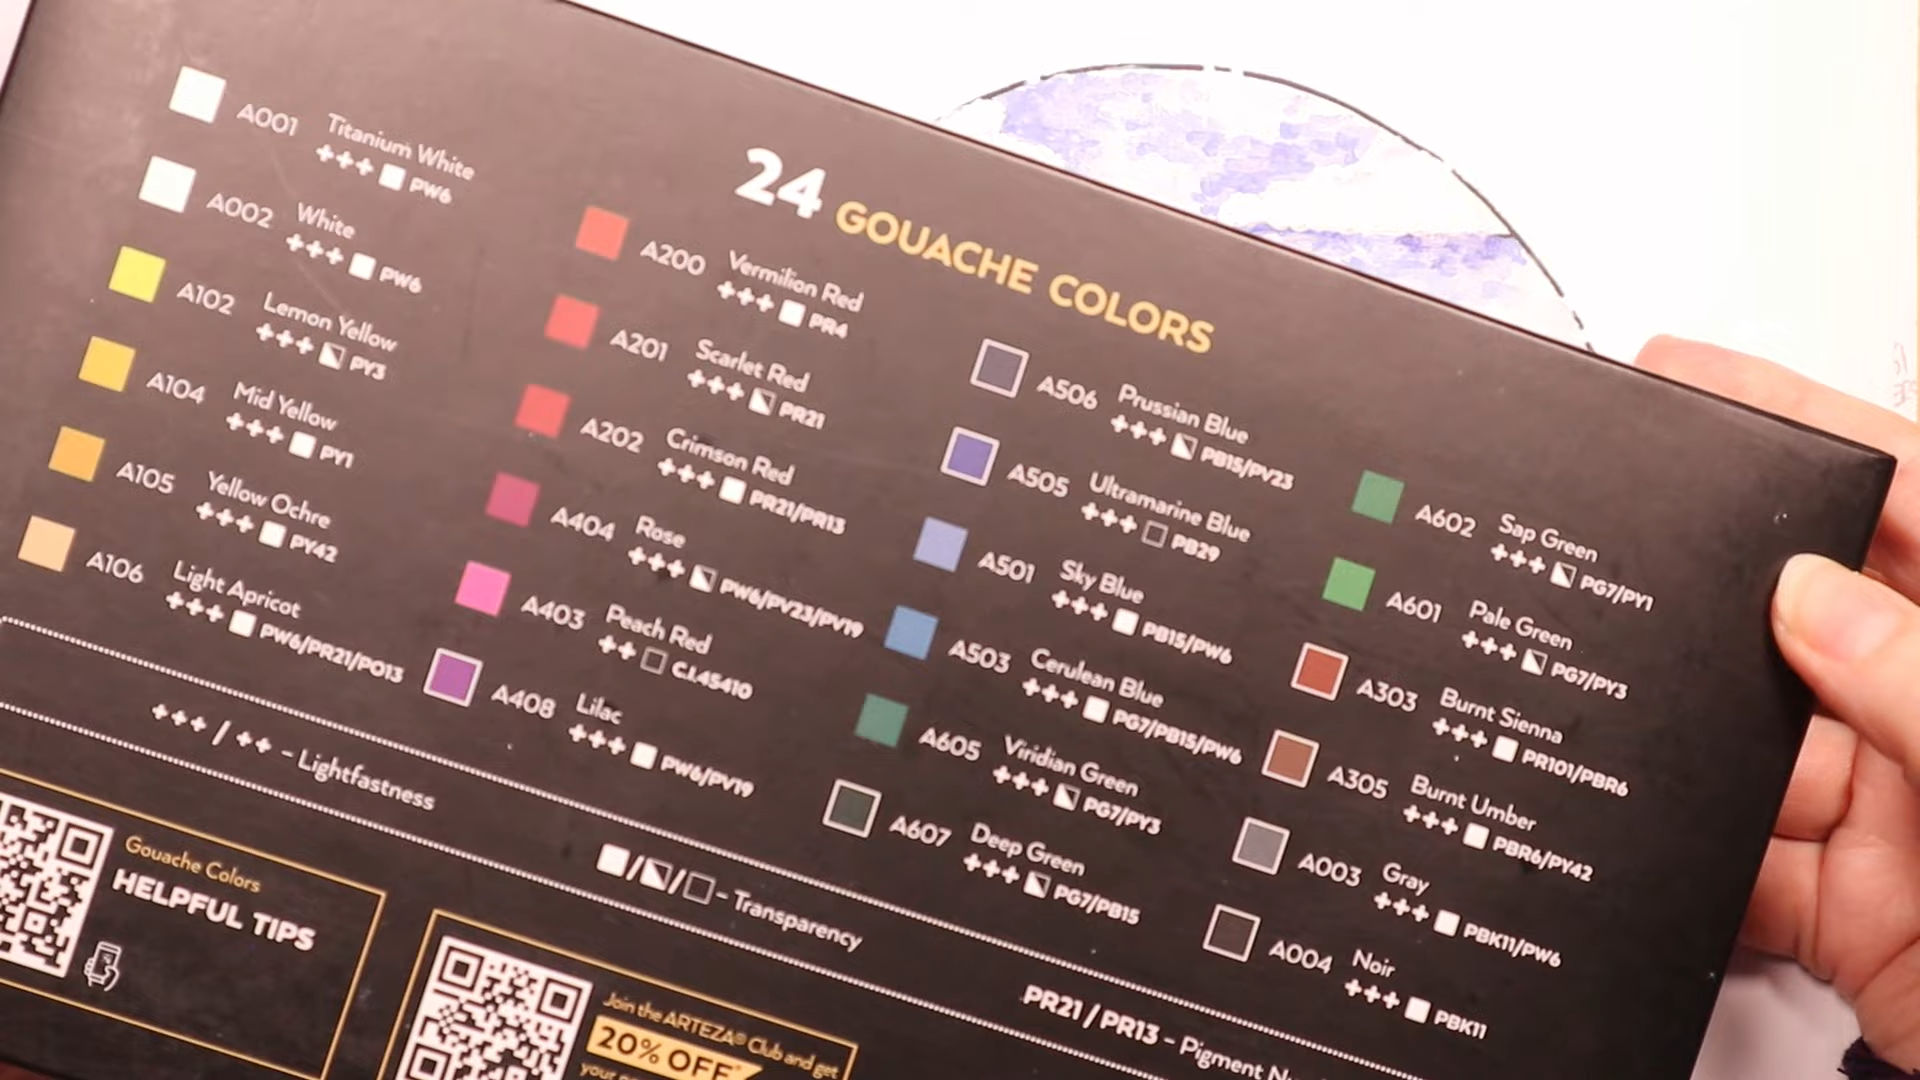 24 GOUACHE COLORS
A001 Titanium White
+++ PW6
A002 White
+++ PW6
A102 Lemon Yellow
+++ PY3
A104 Mid Yellow
+++ PY1
A105 Yellow Ochre
+++ PY42
A106 Light Apricot
+++ PW6/PR21/PO13
A200 Vermilion Red
+++ PR4
A201 Scarlet Red
+++ PR21
A202 Crimson Red
+++ PR21/PR13
A404 Rose
+++ PW6/PV23/PV19
A403 Peach Red
++ C.I.45410
A408 Lilac
+++ PW6/PV19
A506 Prussian Blue
+++ PB15/PV23
A505 Ultramarine Blue
+++ PB29
A501 Sky Blue
+++ PB15/PW6
A503 Cerulean Blue
+++ PG7/PB15/PW6
A605 Viridian Green
+++ PG7/PY3
A607 Deep Green
+++ PG7/PB15
A602 Sap Green
+++ PG7/PY1
A601 Pale Green
+++ PG7/PY3
A303 Burnt Sienna
+++ PR101/PBR6
A305 Burnt Umber
+++ PBR6/PY42
A003 Gray
+++ PBK11/PW6
A004 Noir
+++ PBK11
+++ / ++ - Lightfastness
- Transparency
PR21 / PR13 - Pigment
Gouache Colors
HELPFUL TIPS
Join the ARTEZA® Club and get
20% OFF*
your